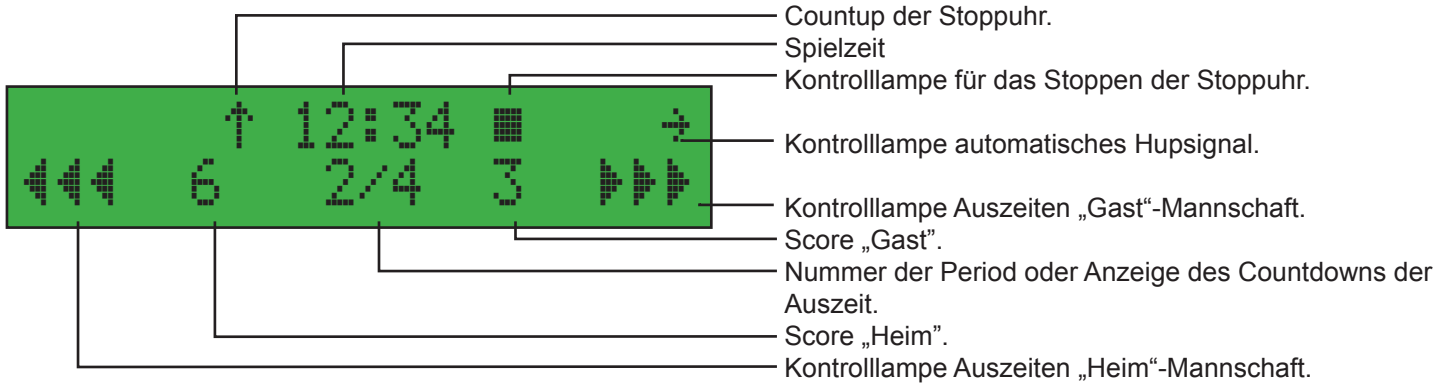 Countup der Stoppuhr.
Spielzeit
Kontrolllampe für das Stoppen der Stoppuhr.
↑ 12:34 ■ →
Kontrolllampe automatisches Hupsignal.
◀◀◀ 6 2/4 3 ▶▶▶
Kontrolllampe Auszeiten „Gast“-Mannschaft.
Score „Gast”.
Nummer der Period oder Anzeige des Countdowns der
Auszeit.
Score „Heim”.
Kontrolllampe Auszeiten „Heim“-Mannschaft.